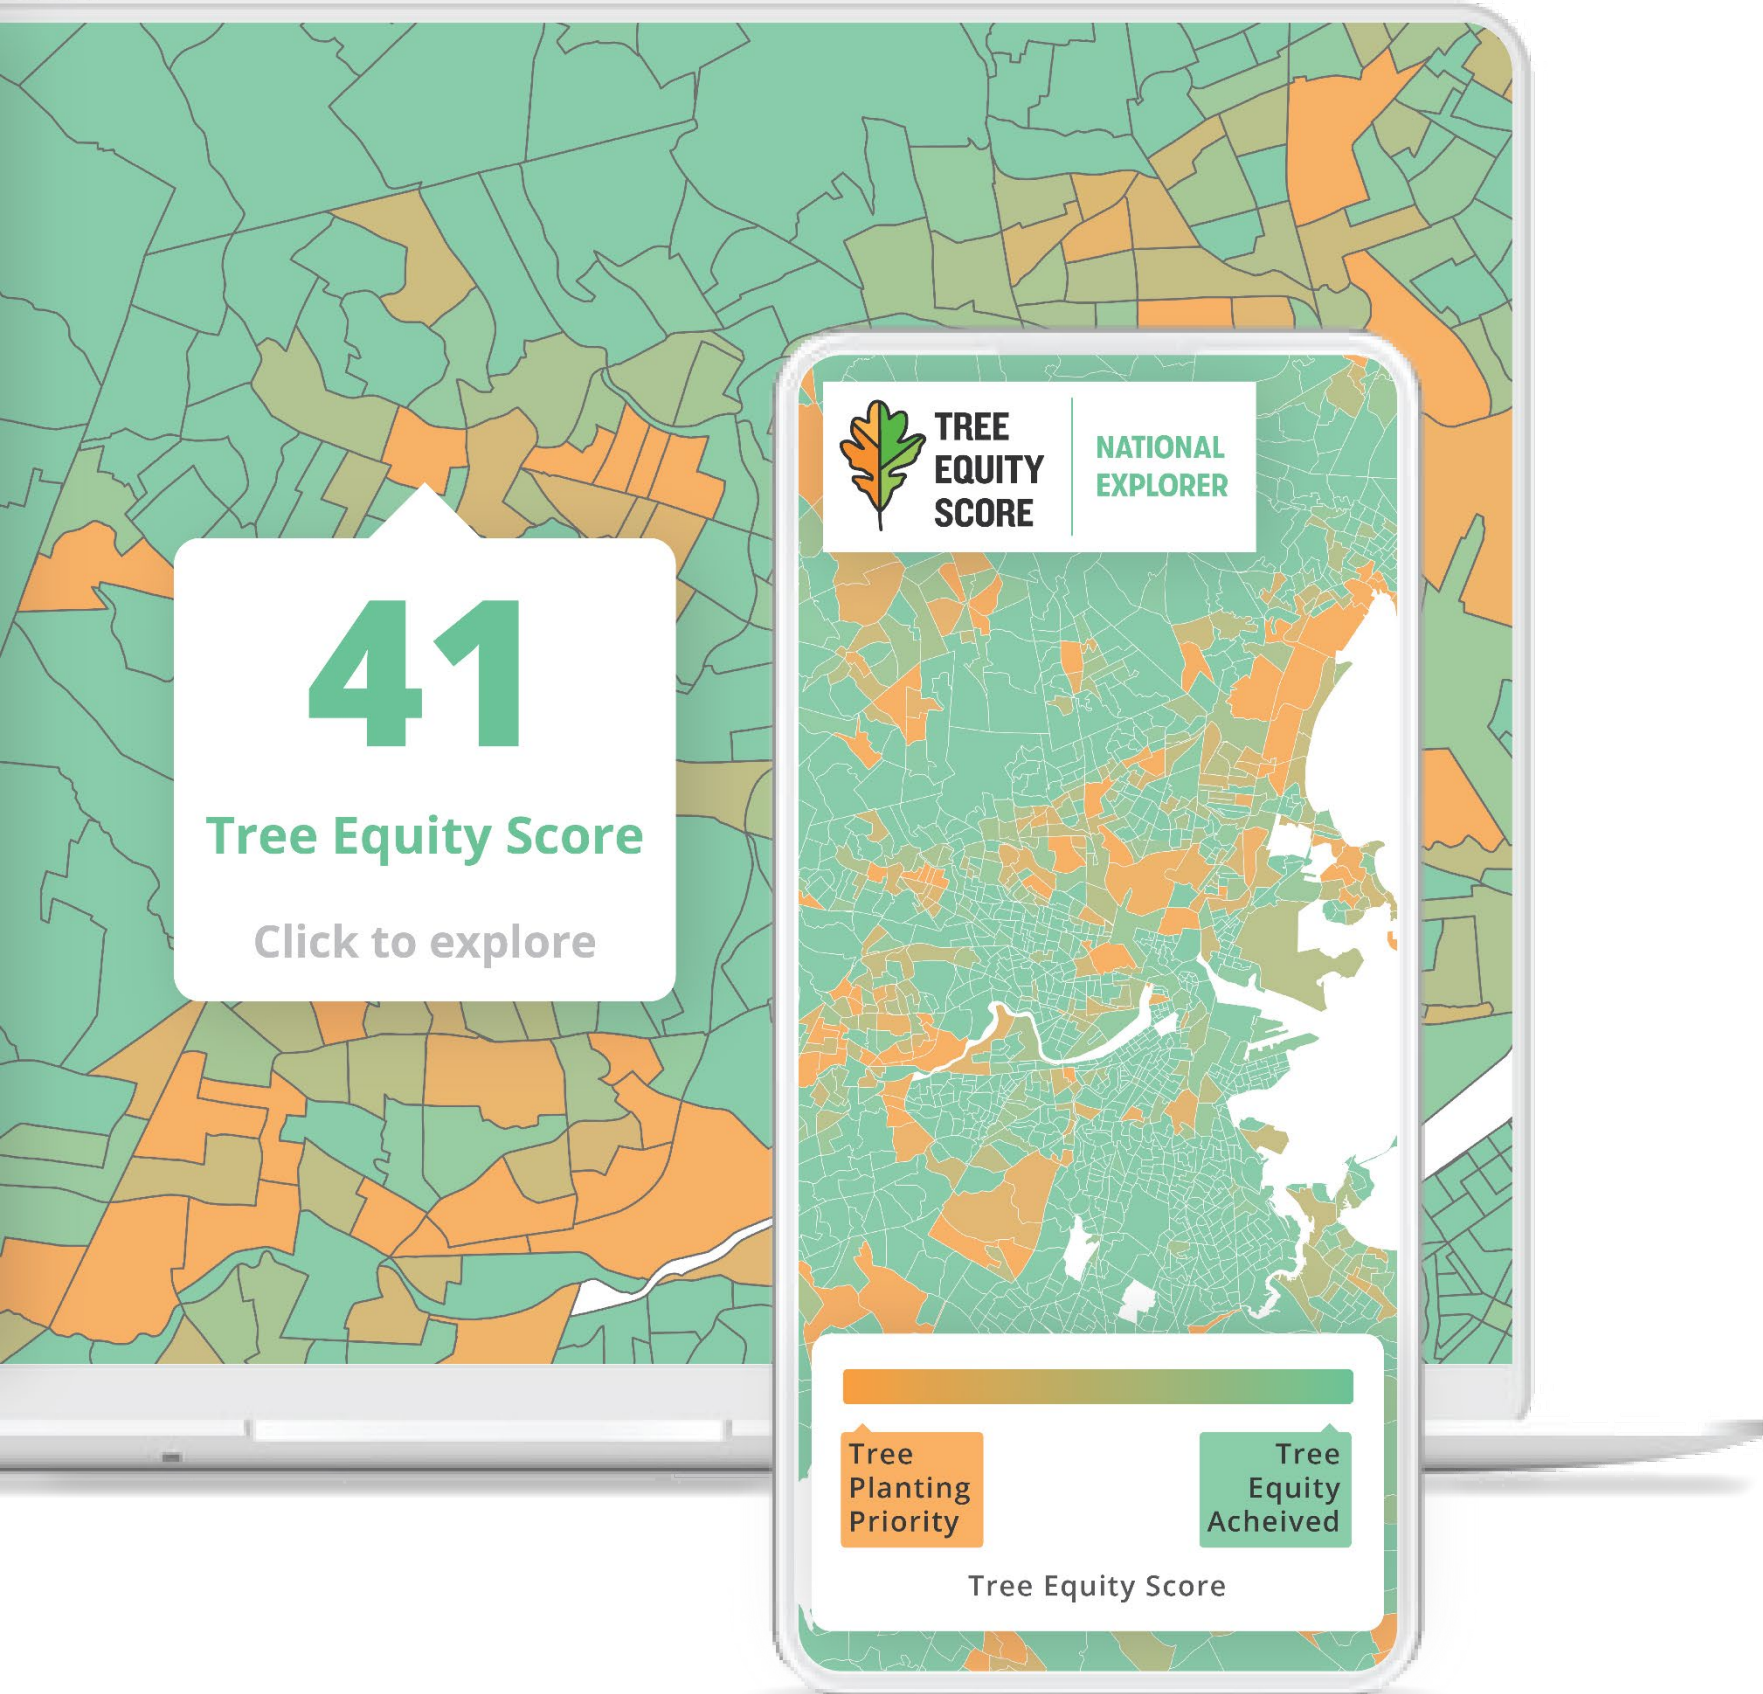 41
Tree Equity Score
Click to explore
TREE
EQUITY
SCORE
NATIONAL
EXPLORER
Tree
Planting
Priority
Tree
Equity
Acheived
Tree Equity Score